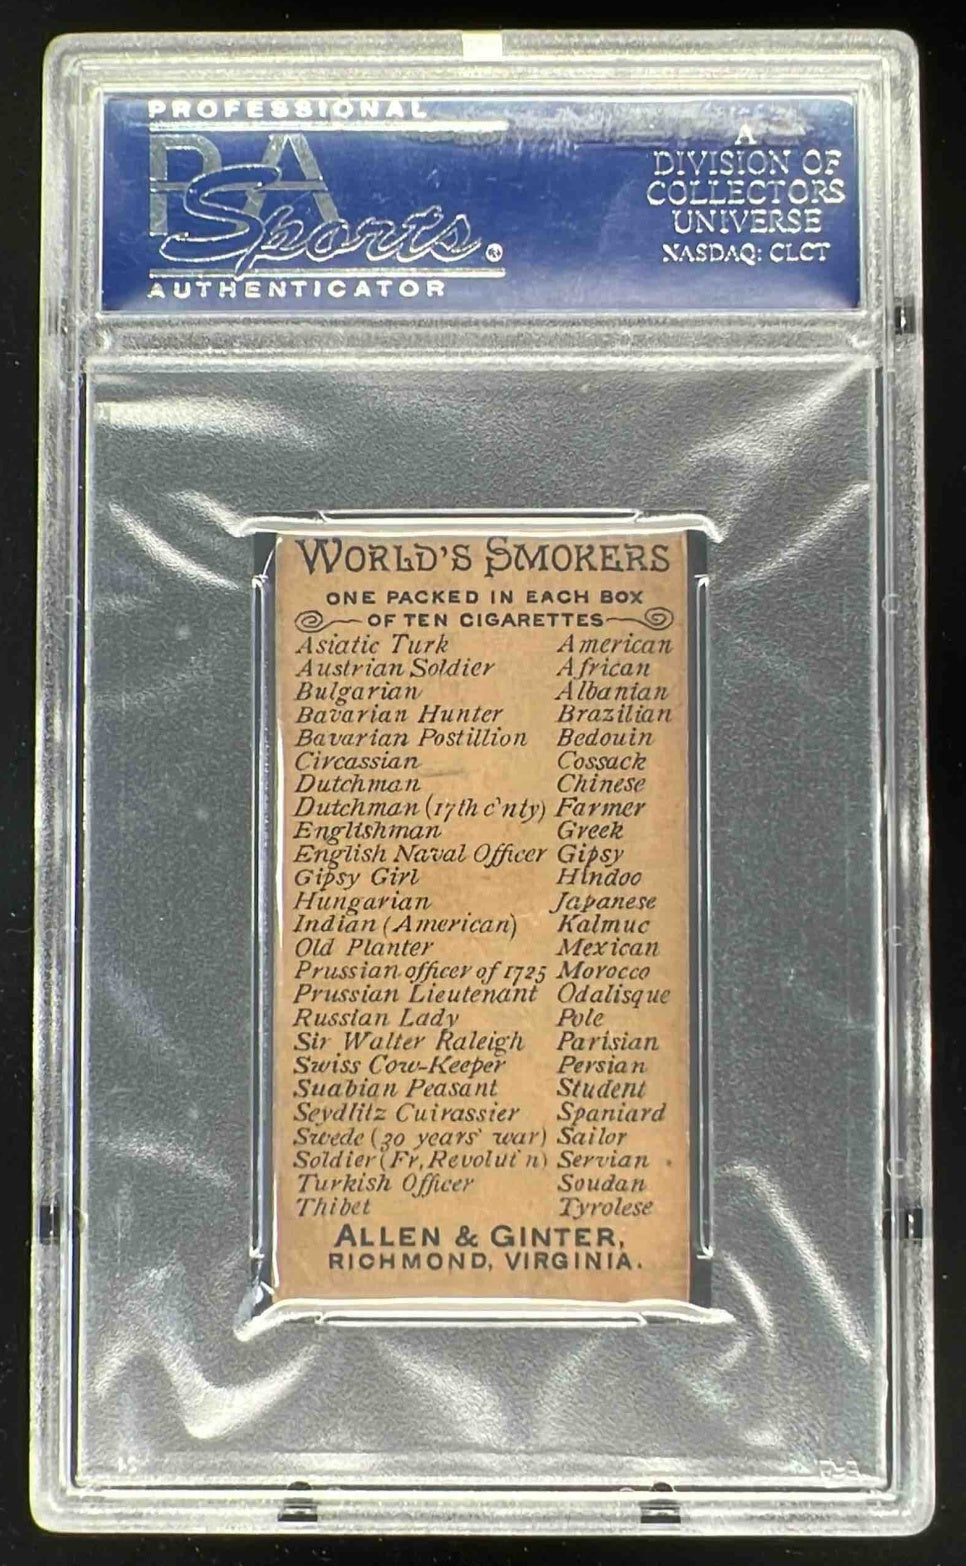 PROFESSIONAL
PSA
Sports®
AUTHENTICATOR
A
DIVISION OF
COLLECTORS
UNIVERSE
NASDAQ: CLCT
WORLD'S SMOKERS
ONE PACKED IN EACH BOX
OF TEN CIGARETTES
Asiatic Turk American
Austrian Soldier African
Bulgarian Albanian
Bavarian Hunter Brazilian
Bavarian Postillion Bedouin
Circassian Cossack
Dutchman Chinese
Dutchman (17th c'nty) Farmer
Englishman Greek
English Naval Officer Gipsy
Gipsy Girl Hindoo
Hungarian Japanese
Indian (American) Kalmuc
Old Planter Mexican
Prussian officer of 1725 Morocco
Prussian Lieutenant Odalisque
Russian Lady Pole
Sir Walter Raleigh Parisian
Swiss Cow-Keeper Persian
Suabian Peasant Student
Seydlitz Cuirassier Spaniard
Swede (30 years' war) Sailor
Soldier (Fr, Revolut'n) Servian
Turkish Officer Soudan
Thibet Tyrolese
ALLEN & GINTER,
RICHMOND, VIRGINIA.